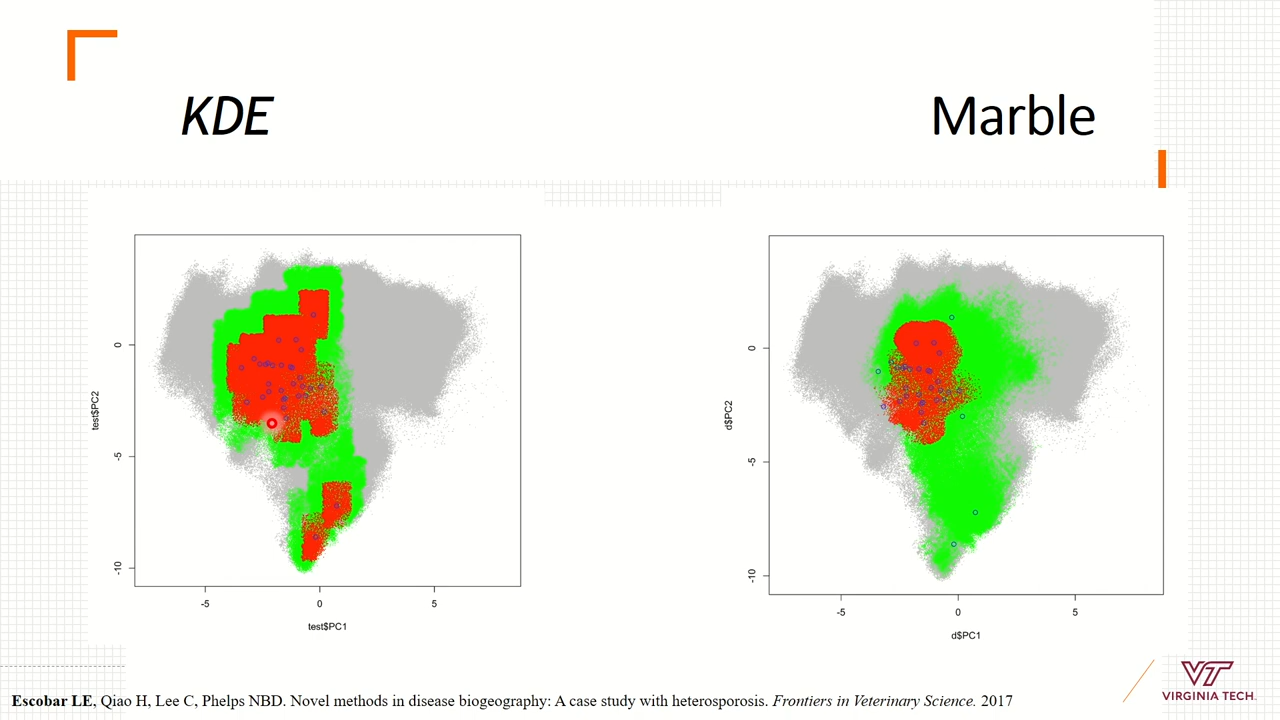 KDE
Marble
test$PC2
0
-5
-10
-5
0
5
test$PC1
d$PC2
0
-5
-10
-5
0
5
d$PC1
Escobar LE, Qiao H, Lee C, Phelps NBD. Novel methods in disease biogeography: A case study with heterosporosis. Frontiers in Veterinary Science. 2017
VT
VIRGINIA TECH.